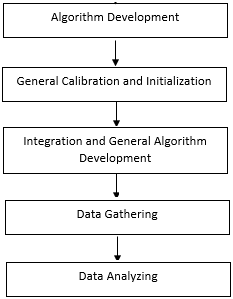 Algorithm Development
General Calibration and Initialization
Integration and General Algorithm
Development
Data Gathering
Data Analyzing